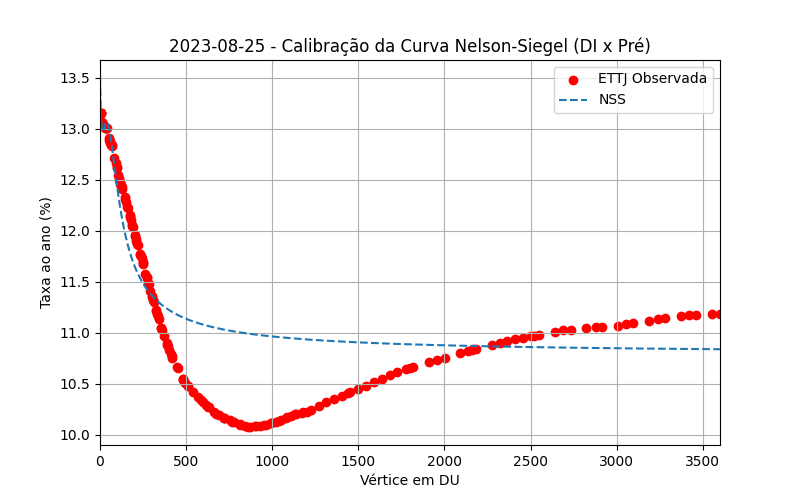 2023-08-25 - Calibração da Curva Nelson-Siegel (DI x Pré)
ETTJ Observada
NSS
Taxa ao ano (%)
13.5
13.0
12.5
12.0
11.5
11.0
10.5
10.0
0 500 1000 1500 2000 2500 3000 3500
Vértice em DU